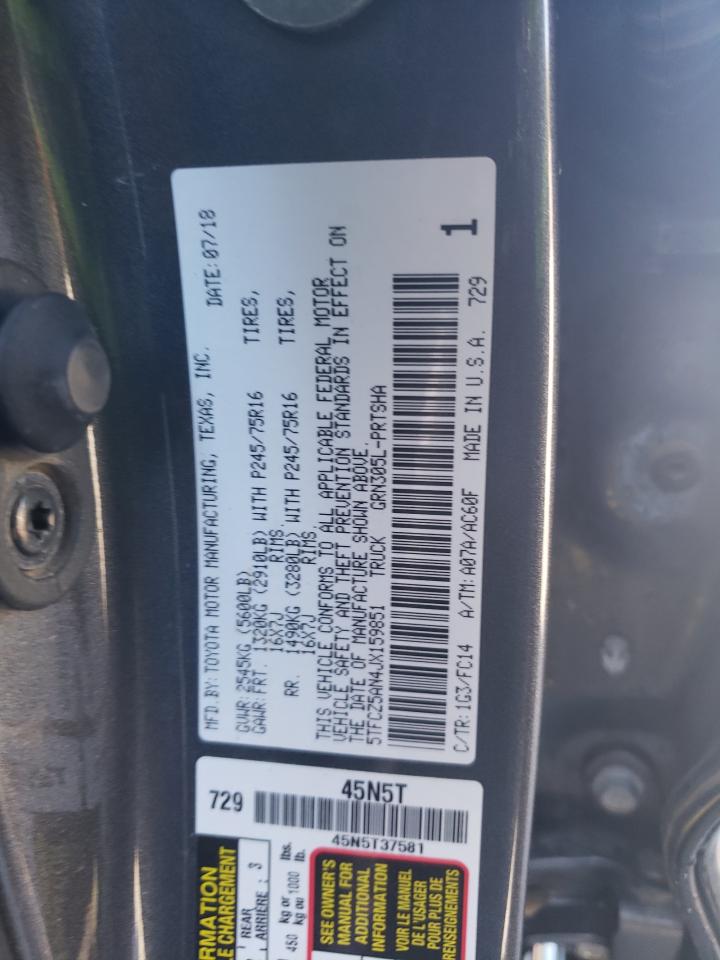 MFD.BY:TOYOTA MOTOR MANUFACTURING, TEXAS, INC. DATE:07/18
GVWR:2545KG (5600LB)
GAWR:FRT. 1320KG (2910LB) WITH P245/75R16 TIRES,
16X7J RIMS
RR. 1490KG (3280LB) WITH P245/75R16 TIRES,
16X7J RIMS
THIS VEHICLE CONFORMS TO ALL APPLICABLE FEDERAL MOTOR
VEHICLE SAFETY AND THEFT PREVENTION STANDARDS IN EFFECT ON
THE DATE OF MANUFACTURE SHOWN ABOVE.
5TFCZ5AN4JX159851 TRUCK GRN305L-PRTSHA
1
C/TR:1G3/FC14 A/TM:A07A/AC60F MADE IN U.S.A. 729
729
45N5T
45N5T37581
REAR 3
ARRIÈRE :
450 kg or 1000 lbs.
kg ou lb.
SEE OWNER'S
MANUAL FOR
ADDITIONAL
INFORMATION
VOIR LE MANUEL
DE L'USAGER
POUR PLUS DE
RENSEIGNEMENTS